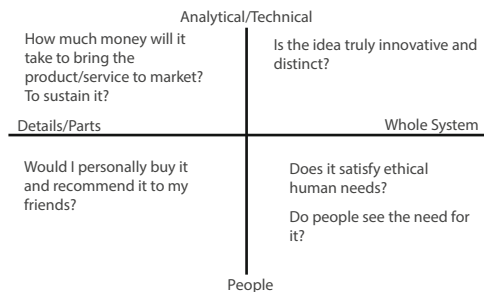 Analytical/Technical
How much money will it
take to bring the
product/service to market?
To sustain it?
Is the idea truly innovative and
distinct?
Details/Parts
Whole System
Would I personally buy it
and recommend it to my
friends?
Does it satisfy ethical
human needs?
Do people see the need for
it?
People